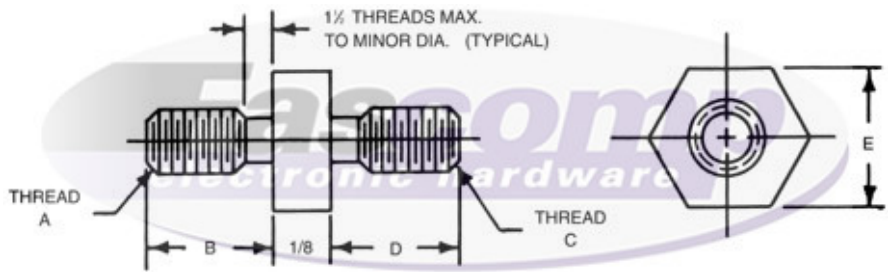 1½ THREADS MAX.
TO MINOR DIA. (TYPICAL)
Fascomp
electronic hardware
E
THREAD
A
THREAD
C
B
1/8
D